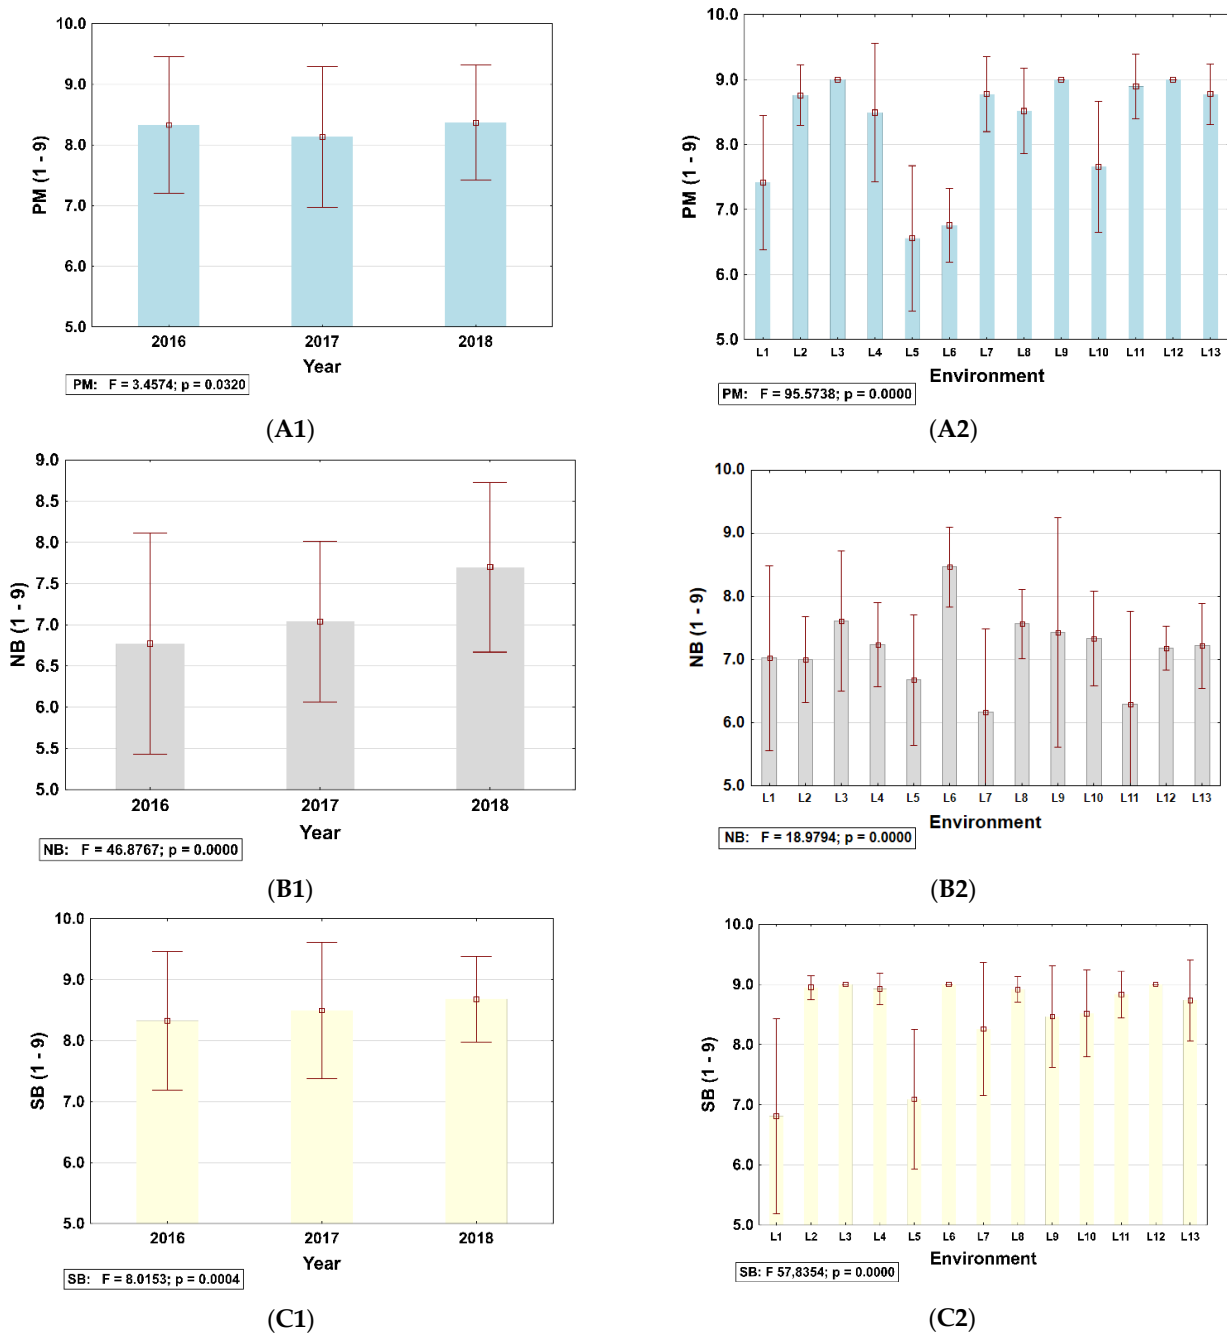 10.0
9.0
8.0
7.0
6.0
5.0
PM (1 - 9)
2016 2017 2018
Year
PM: F = 3.4574; p = 0.0320
(A1)
10.0
9.0
8.0
7.0
6.0
5.0
PM (1 - 9)
L1 L2 L3 L4 L5 L6 L7 L8 L9 L10 L11 L12 L13
Environment
PM: F = 95.5738; p = 0.0000
(A2)
9.0
8.5
8.0
7.5
7.0
6.5
6.0
5.5
5.0
NB (1 - 9)
2016 2017 2018
Year
NB: F = 46.8767; p = 0.0000
(B1)
10.0
9.0
8.0
7.0
6.0
5.0
NB (1 - 9)
L1 L2 L3 L4 L5 L6 L7 L8 L9 L10 L11 L12 L13
Environment
NB: F = 18.9794; p = 0.0000
(B2)
10.0
9.0
8.0
7.0
6.0
5.0
SB (1 - 9)
2016 2017 2018
Year
SB: F = 8.0153; p = 0.0004
(C1)
10.0
9.0
8.0
7.0
6.0
5.0
SB (1 - 9)
L1 L2 L3 L4 L5 L6 L7 L8 L9 L10 L11 L12 L13
Environment
SB: F 57,8354; p = 0.0000
(C2)